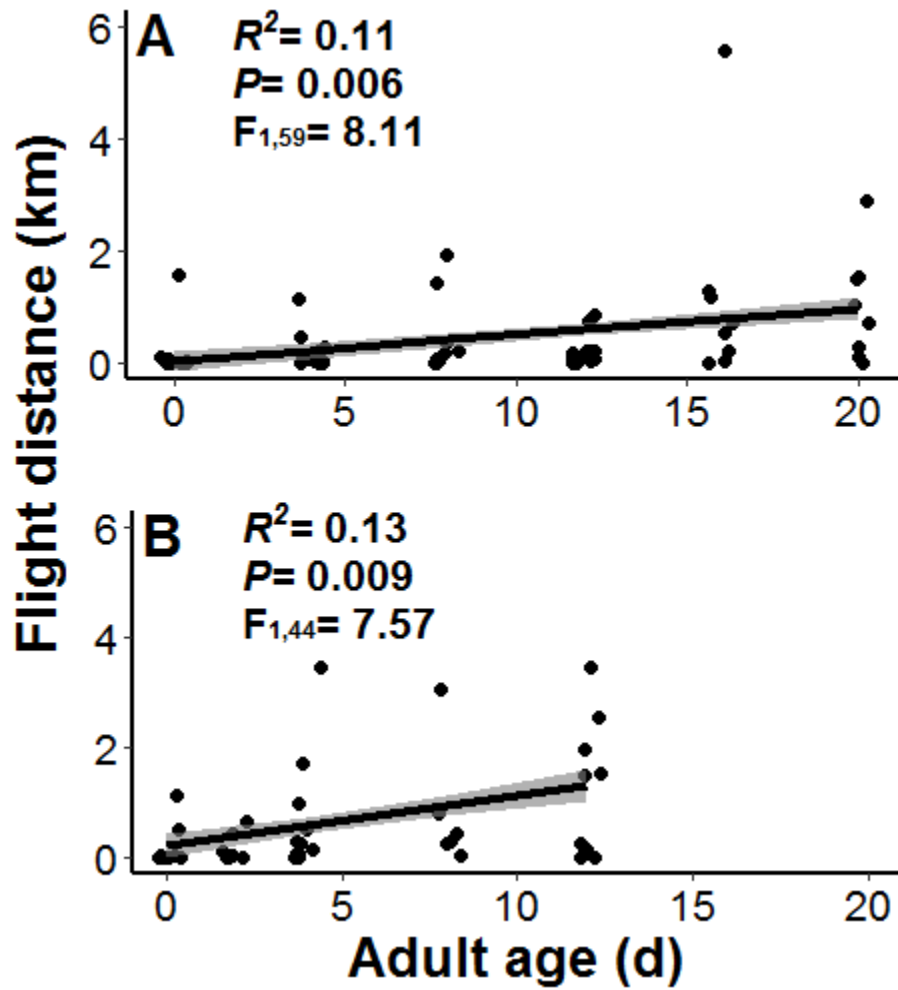 Flight distance (km)
A
R²= 0.11
P= 0.006
F1,59= 8.11
6
4
2
0
0 5 10 15 20
B
R²= 0.13
P= 0.009
F1,44= 7.57
6
4
2
0
0 5 10 15 20
Adult age (d)